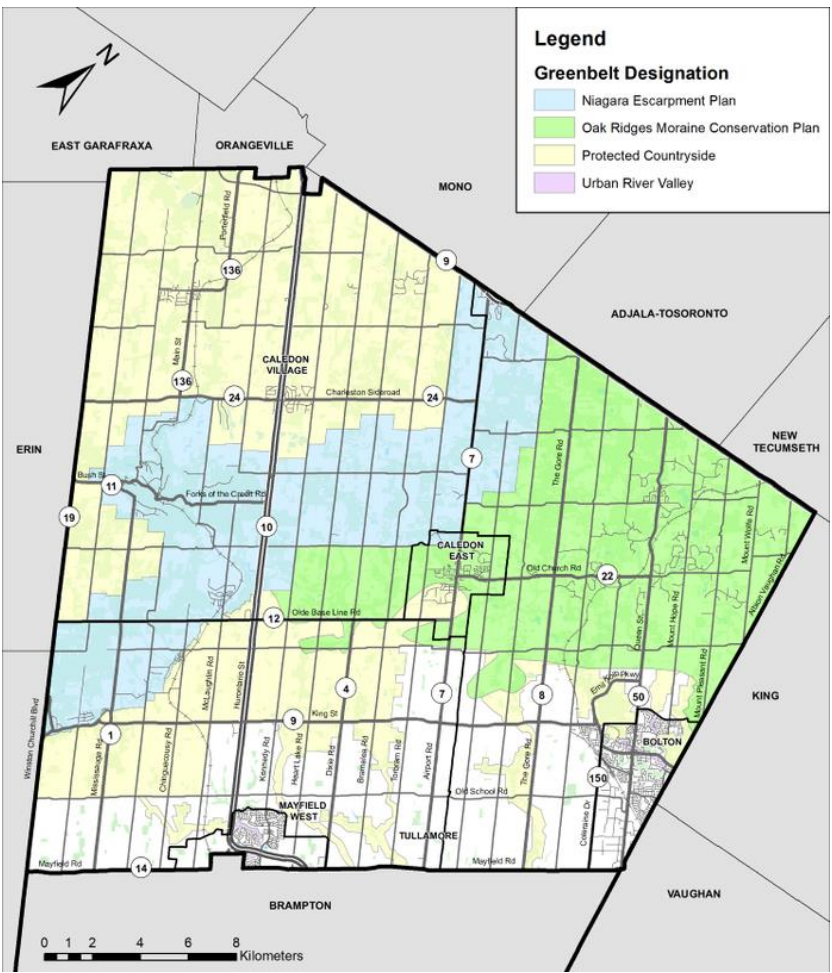 Legend
Greenbelt Designation
Niagara Escarpment Plan
Oak Ridges Moraine Conservation Plan
Protected Countryside
Urban River Valley
N
EAST GARAFRAXA
ORANGEVILLE
MONO
ADJALA-TOSORONTO
NEW
TECUMSETH
ERIN
KING
VAUGHAN
BRAMPTON
Porterfield Rd
136
9
Main St
136
CALEDON
VILLAGE
24
Charleston Sideroad
24
7
The Gore Rd
Bush St
11
Forks of the Credit Rd
19
10
CALEDON
EAST
Old Church Rd
22
Mount Wolfe Rd
Albion Vaughan Rd
Olde Base Line Rd
12
Queen St
Mount Hope Rd
Mount Pleasant Rd
Winston Churchill Blvd
McLaughlin Rd
Hurontario St
4
7
8
Emil Kolb Pkwy
50
1
9
King St
BOLTON
Mississauga Rd
Chinguacousy Rd
Kennedy Rd
Heart Lake Rd
Dixie Rd
Bramalea Rd
Torbram Rd
Airport Rd
The Gore Rd
150
Old School Rd
Coleraine Dr
MAYFIELD
WEST
TULLAMORE
Mayfield Rd
14
Mayfield Rd
0 1 2 4 6 8
Kilometers